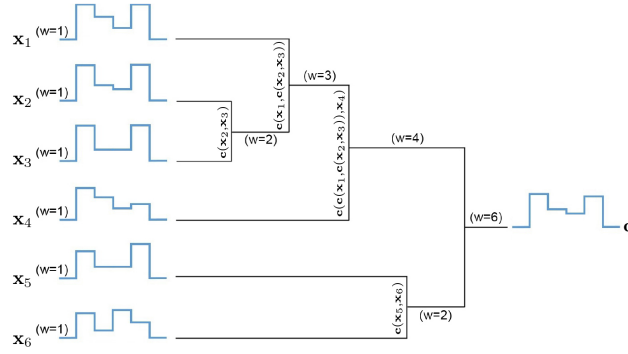 x₁ (w=1)
x₂ (w=1)
x₃ (w=1)
x₄ (w=1)
x₅ (w=1)
x₆ (w=1)
c(x₂,x₃)
(w=2)
c(x₁,c(x₂,x₃))
(w=3)
c(c(x₁,c(x₂,x₃)),x₄)
(w=4)
c(x₅,x₆)
(w=2)
(w=6)
c